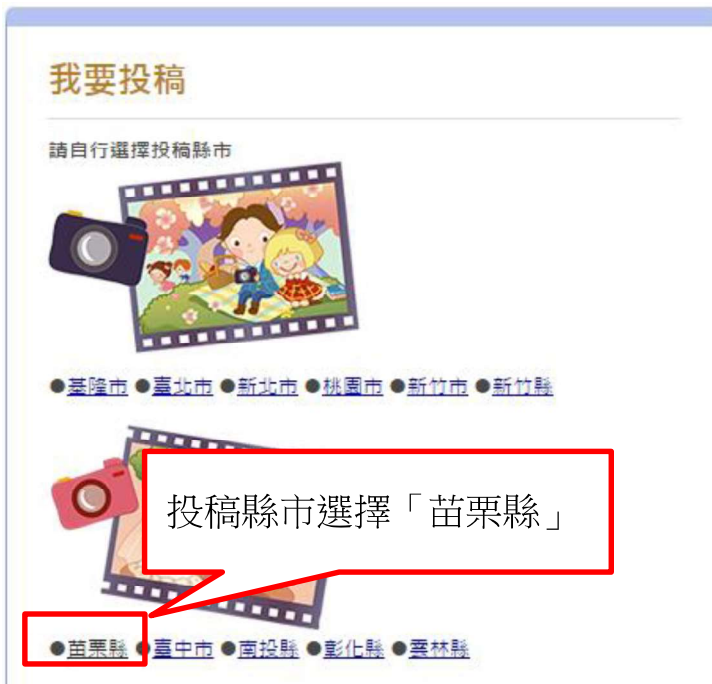 我要投稿
請自行選擇投稿縣市
●基隆市 ●臺北市 ●新北市 ●桃園市 ●新竹市 ●新竹縣
投稿縣市選擇「苗栗縣」
●苗栗縣 ●臺中市 ●南投縣 ●彰化縣 ●雲林縣